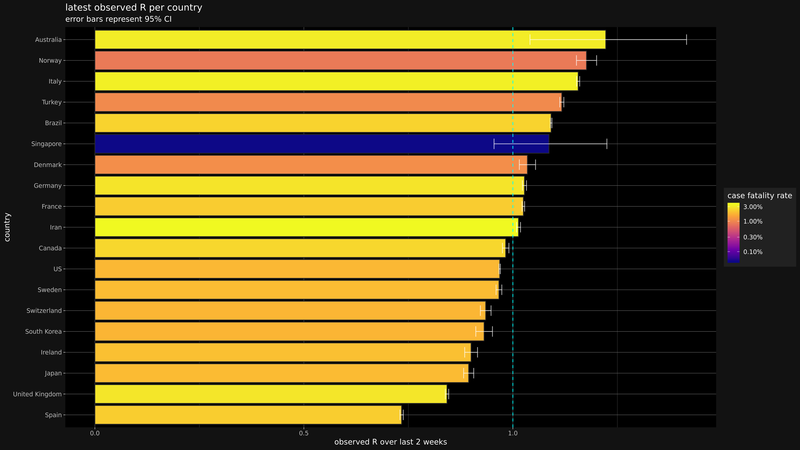 latest observed R per country
error bars represent 95% CI
country
Australia
Norway
Italy
Turkey
Brazil
Singapore
Denmark
Germany
France
Iran
Canada
US
Sweden
Switzerland
South Korea
Ireland
Japan
United Kingdom
Spain
0.0
0.5
1.0
observed R over last 2 weeks
case fatality rate
3.00%
1.00%
0.30%
0.10%